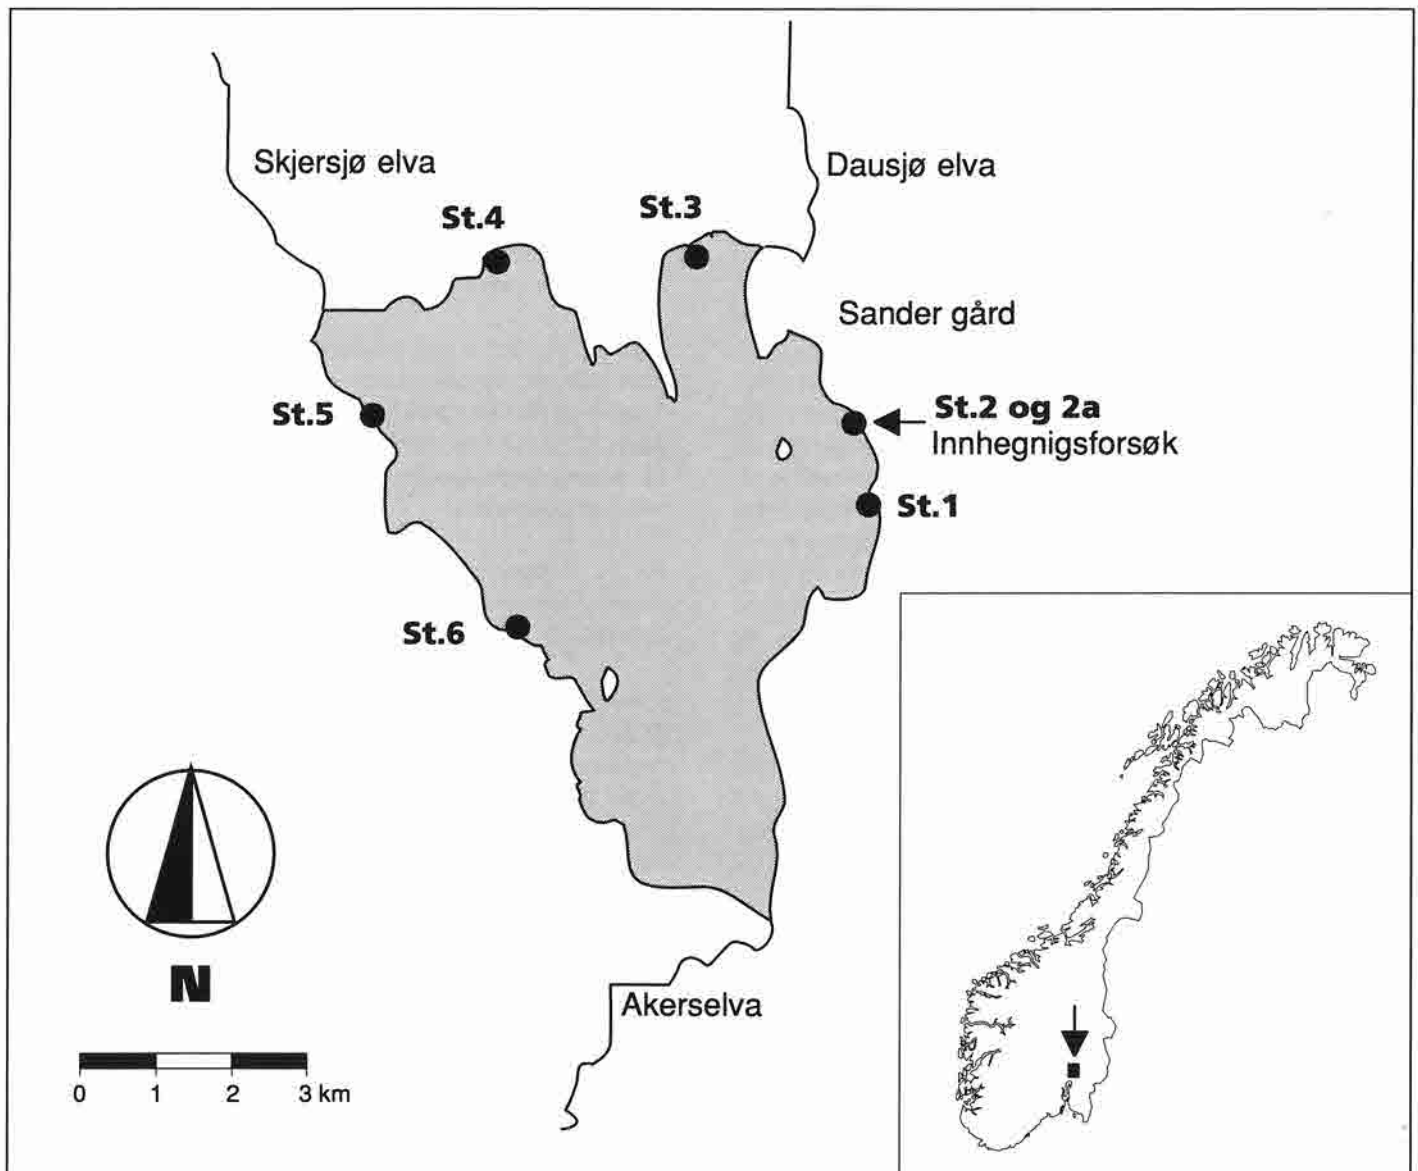 Skjersjø elva
Dausjø elva
St.4
St.3
Sander gård
St.5
St.2 og 2a
Innhegnigsforsøk
St.1
St.6
N
Akerselva
0 1 2 3 km